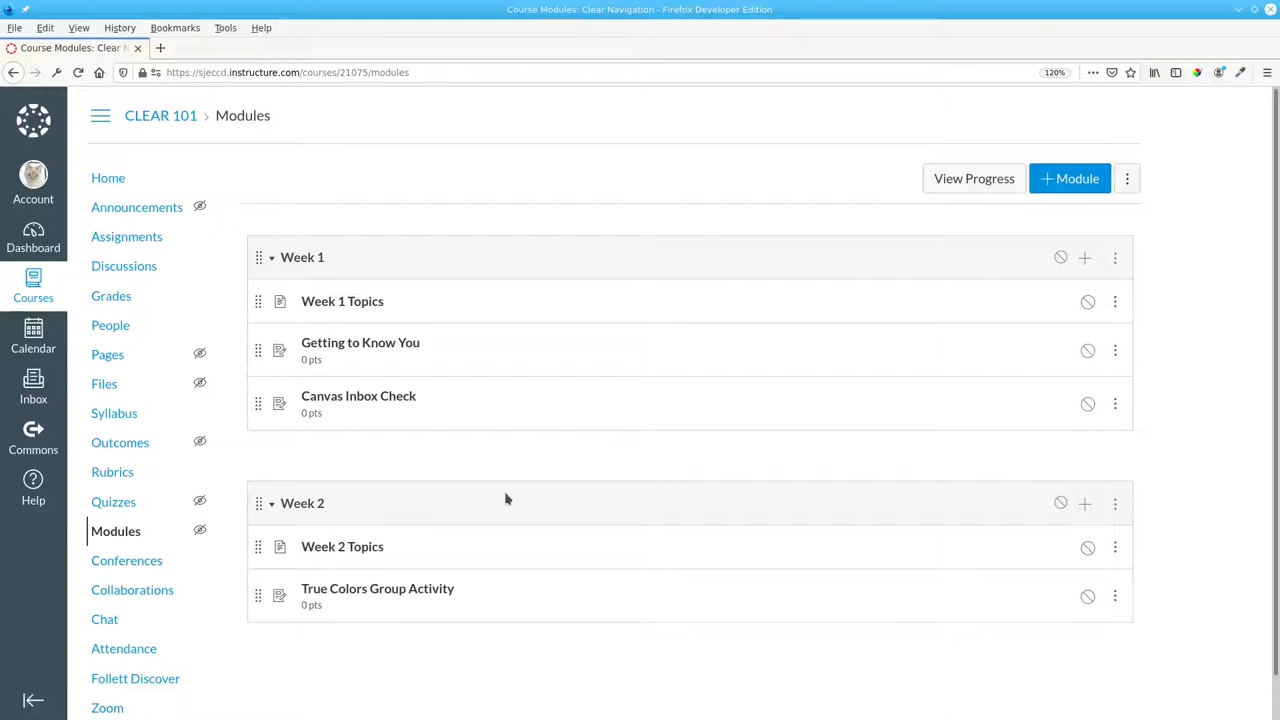 Course Modules: Clear Navigation - Firefox Developer Edition
File Edit View History Bookmarks Tools Help
Course Modules: Clear N
https://sjeccd.instructure.com/courses/21075/modules
120%
CLEAR 101 › Modules
Account
Dashboard
Courses
Calendar
Inbox
Commons
Help
Home
Announcements
Assignments
Discussions
Grades
People
Pages
Files
Syllabus
Outcomes
Rubrics
Quizzes
Modules
Conferences
Collaborations
Chat
Attendance
Follett Discover
Zoom
View Progress
+ Module
Week 1
Week 1 Topics
Getting to Know You
0 pts
Canvas Inbox Check
0 pts
Week 2
Week 2 Topics
True Colors Group Activity
0 pts